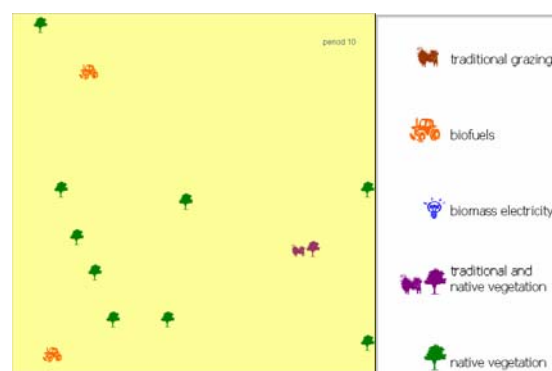 period 10
traditional grazing
biofuels
biomass electricity
traditional and
native vegetation
native vegetation